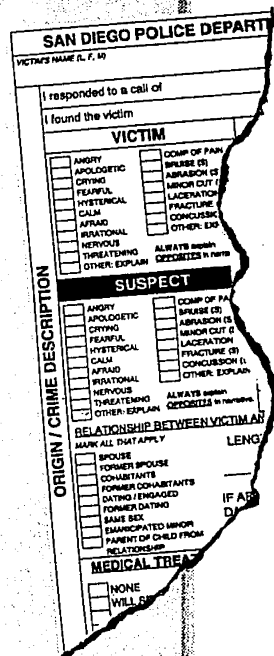 SAN DIEGO POLICE DEPARTI
VICTIM'S NAME (L, F, M)
I responded to a call of
I found the victim
VICTIM
ANGRY
APOLOGETIC
CRYING
FEARFUL
HYSTERICAL
CALM
AFRAID
IRRATIONAL
NERVOUS
THREATENING
OTHER: EXPLAIN
COMP OF PAIN
BRUISE (S)
ABRASION (S
MINOR CUT (
LACERATION
FRACTURE
CONCUSSIC
OTHER: EXP
ALWAYS explain
OPPOSITES in narra
SUSPECT
ANGRY
APOLOGETIC
CRYING
FEARFUL
HYSTERICAL
CALM
AFRAID
IRRATIONAL
NERVOUS
THREATENING
OTHER: EXPLAIN
COMP OF PA
BRUISE (S)
ABRASION (S
MINOR CUT (
LACERATION
FRACTURE (S)
CONCUSSION (
OTHER: EXPLAIN
ALWAYS explain
OPPOSITES in narrative.
RELATIONSHIP BETWEEN VICTIM AN
MARK ALL THAT APPLY
LENG
SPOUSE
FORMER SPOUSE
COHABITANTS
FORMER COHABITANTS
DATING / ENGAGED
FORMER DATING
SAME SEX
EMANCIPATED MINOR
PARENT OF CHILD FROM
RELATIONSHIP
IF AP
DA
MEDICAL TREAT
NONE
WILL SE
ORIGIN / CRIME DESCRIPTION